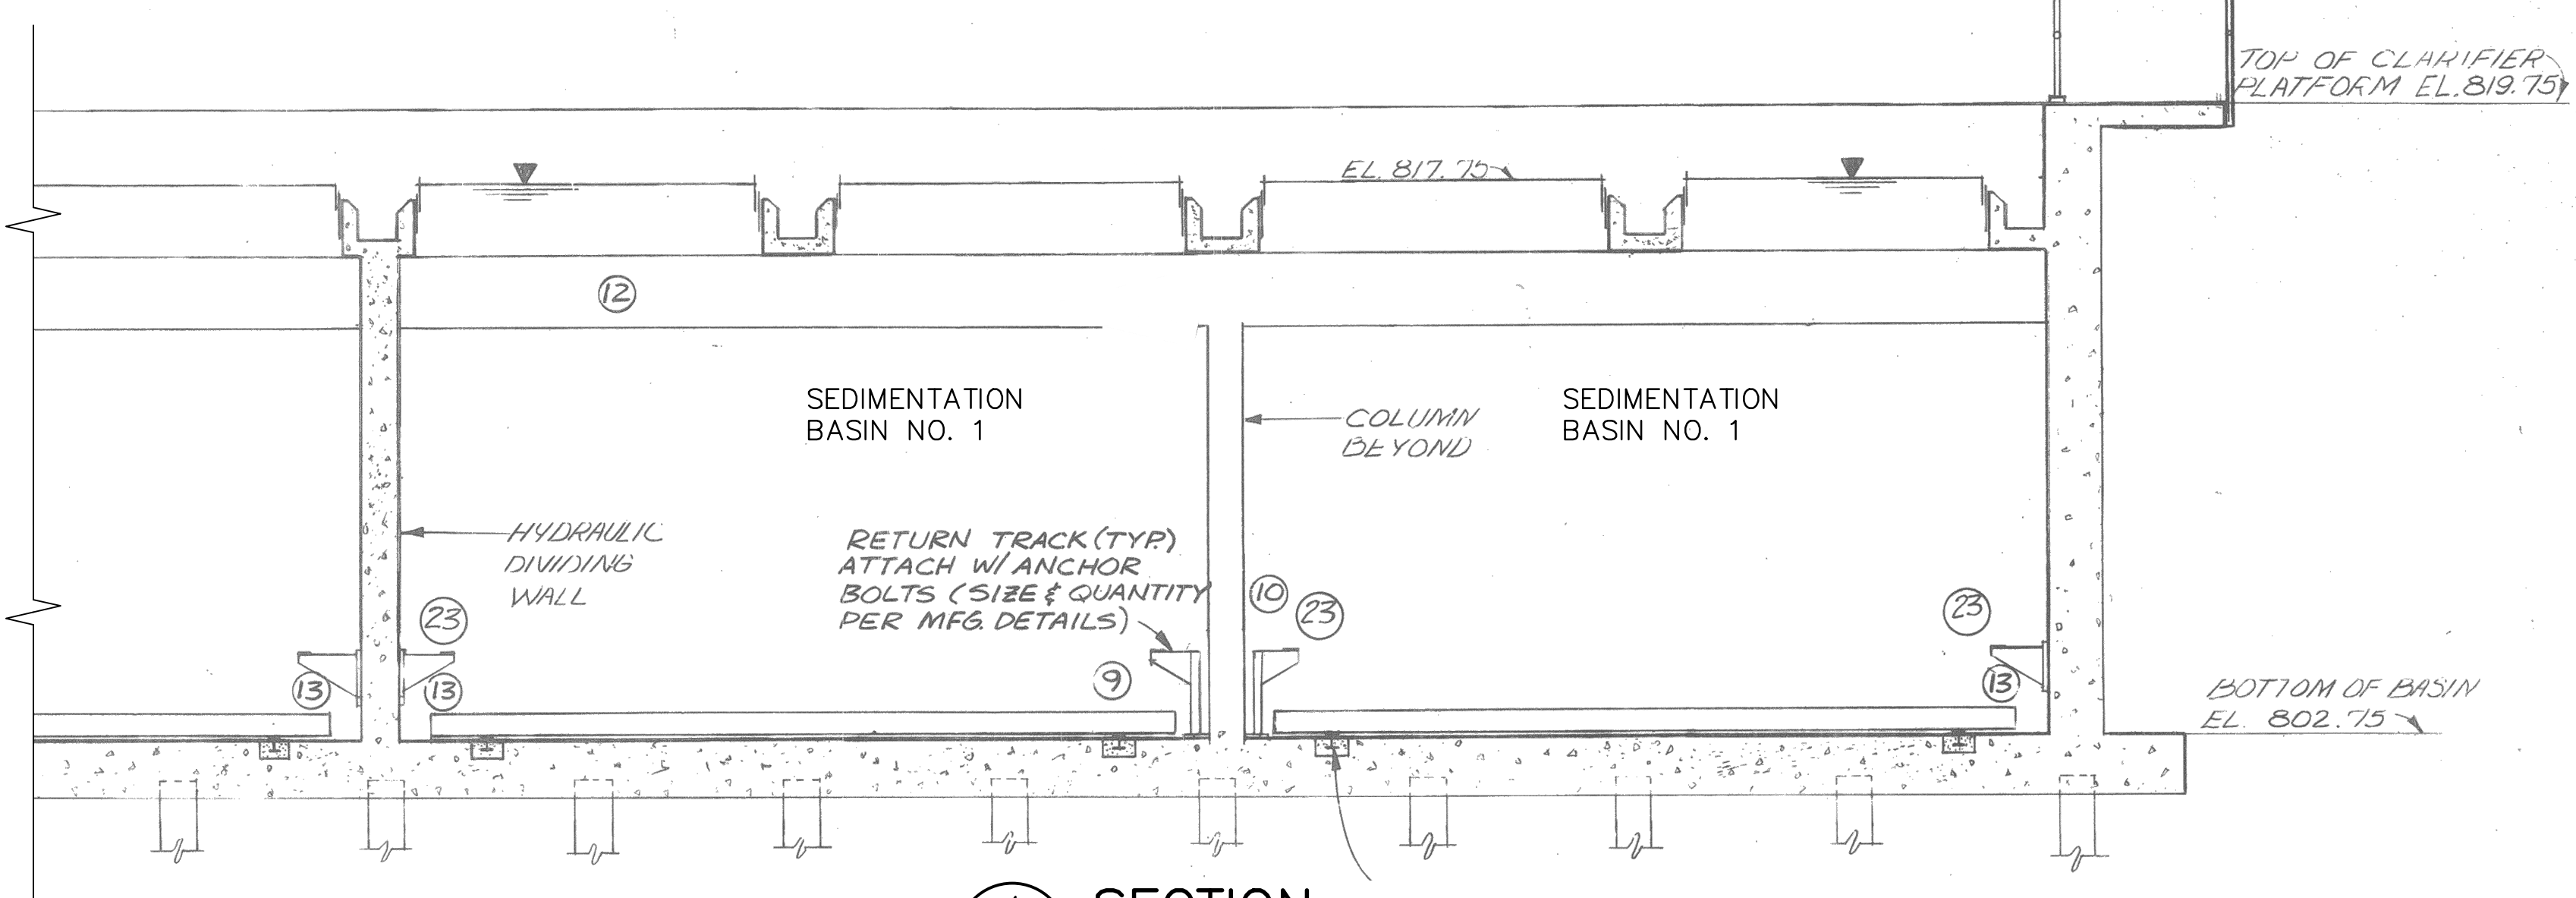 TOP OF CLARIFIER
PLATFORM EL.819.75
EL. 817.75
12
SEDIMENTATION
BASIN NO. 1
COLUMN
BEYOND
SEDIMENTATION
BASIN NO. 1
HYDRAULIC
DIVIDING
WALL
RETURN TRACK (TYP.)
ATTACH W/ ANCHOR
BOLTS (SIZE & QUANTITY
PER MFG. DETAILS)
10
23
23
23
13
13
9
13
BOTTOM OF BASIN
EL. 802.75
SECTION